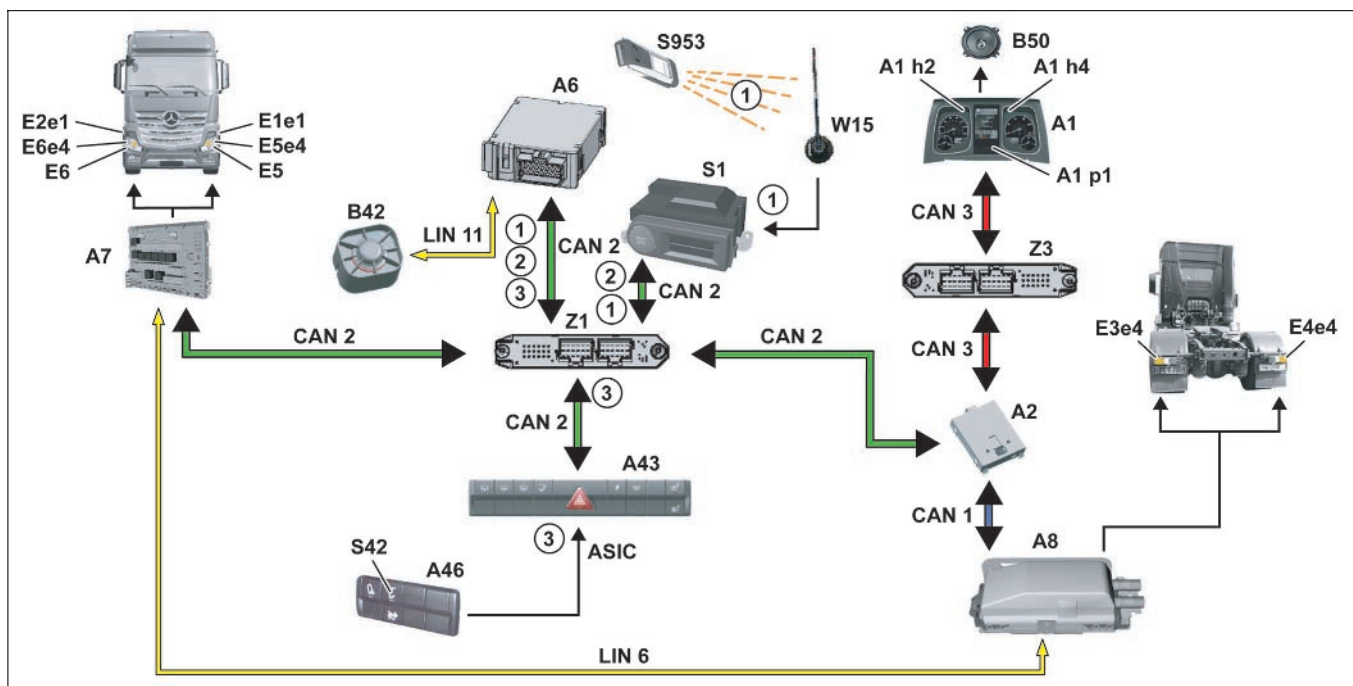 S953
B50
A1 h2
A1 h4
A6
1
A1
W15
E2e1
E1e1
E6e4
E5e4
E6
E5
S1
A1 p1
1
B42
CAN 3
LIN 11
1
CAN 2
A7
2
2
CAN 2
Z3
3
1
E3e4
E4e4
Z1
CAN 2
CAN 2
CAN 3
3
CAN 2
A2
A43
CAN 1
3
ASIC
A8
S42
A46
LIN 6